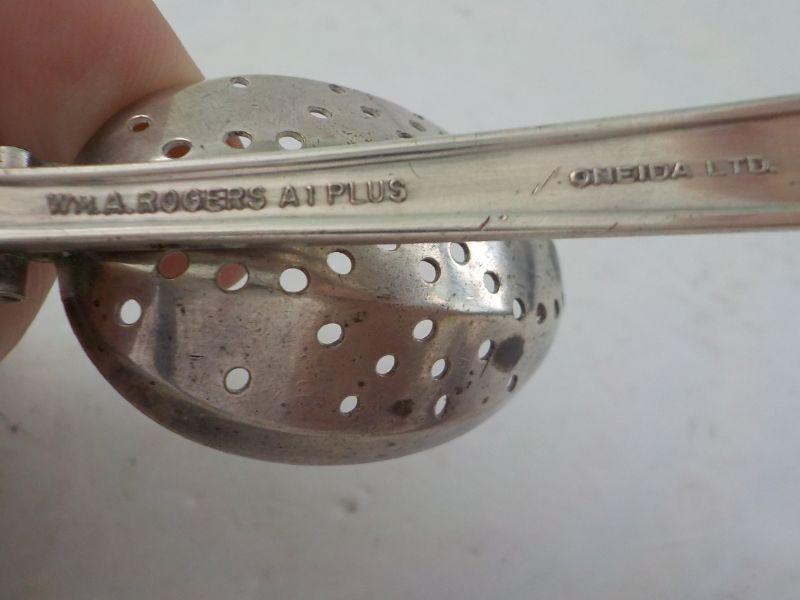 WM. A. ROGERS A1 PLUS ONEIDA LTD.